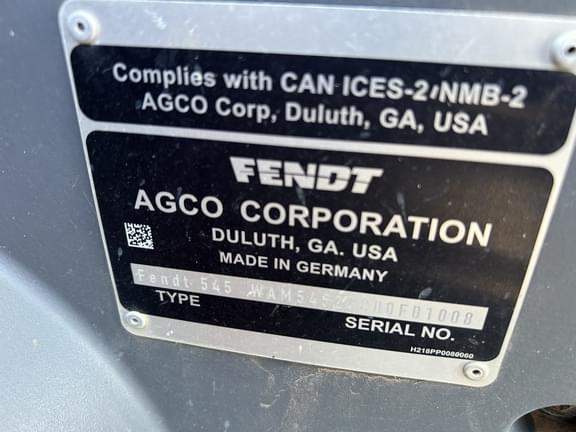 Complies with CAN ICES-2/NMB-2
AGCO Corp, Duluth, GA, USA
FENDT
AGCO CORPORATION
DULUTH, GA. USA
MADE IN GERMANY
Fendt 545
TYPE
SERIAL NO.
H218PP0080060